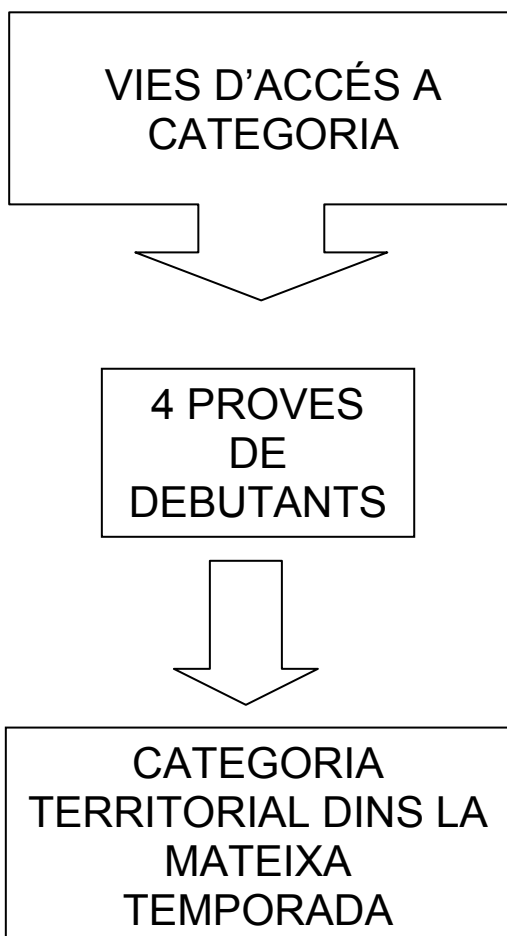 VIES D’ACCÉS A
CATEGORIA
4 PROVES
DE
DEBUTANTS
CATEGORIA
TERRITORIAL DINS LA
MATEIXA
TEMPORADA